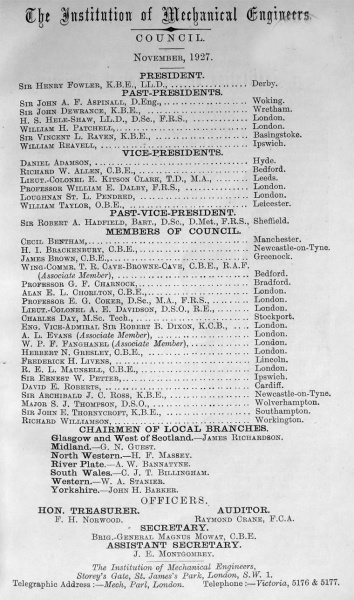 The Institution of Mechanical Engineers.
COUNCIL.
NOVEMBER, 1927.
PRESIDENT.
SIR HENRY FOWLER, K.B.E., LL.D., .................. Derby.
PAST-PRESIDENTS.
SIR JOHN A. F. ASPINALL, D.Eng., .................. Woking.
SIR JOHN DEWRANCE, K.B.E., .................. Wretham.
H. S. HELE-SHAW, LL.D., D.Sc., F.R.S., .................. London.
WILLIAM H. PATCHELL, .................. London.
SIR VINCENT L. RAVEN, K.B.E., .................. Basingstoke.
WILLIAM REAVELL, .................. Ipswich.
VICE-PRESIDENTS.
DANIEL ADAMSON, .................. Hyde.
RICHARD W. ALLEN, C.B.E., .................. Bedford.
LIEUT.-COLONEL E. KITSON CLARK, T.D., M.A., .................. Leeds.
PROFESSOR WILLIAM E. DALBY, F.R.S., .................. London.
LOUGHNAN ST. L. PENDRED, .................. London.
WILLIAM TAYLOR, O.B.E., .................. Leicester.
PAST-VICE-PRESIDENT.
SIR ROBERT A. HADFIELD, BART., D.Sc., D.Met., F.R.S., Sheffield.
MEMBERS OF COUNCIL.
CECIL BENTHAM, .................. Manchester.
H. I. BRACKENBURY, C.B.E., .................. Newcastle-on-Tyne.
JAMES BROWN, C.B.E., .................. Greenock.
WING-COMMR. T. R. CAVE-BROWNE-CAVE, C.B.E., R.A.F.
(Associate Member), .................. Bedford.
PROFESSOR G. F. CHARNOCK, .................. Bradford.
ALAN E. L. CHORLTON, C.B.E., .................. London.
PROFESSOR E. G. COKER, D.Sc., M.A., F.R.S., .................. London.
LIEUT.-COLONEL A. E. DAVIDSON, D.S.O., R.E., .................. London.
CHARLES DAY, M.Sc. Tech., .................. Stockport.
ENG. VICE-ADMIRAL SIR ROBERT B. DIXON, K.C.B., .... London.
A. L. EVANS (Associate Member), .................. London.
W. P. F. FANGHANEL (Associate Member), .................. London.
HERBERT N. GRESLEY, C.B.E., .................. London.
FREDERICK H. LIVENS, .................. Lincoln.
R. E. L. MAUNSELL, C.B.E., .................. London.
SIR ERNEST W. PETTER, .................. Ipswich.
DAVID E. ROBERTS, .................. Cardiff.
SIR ARCHIBALD J. C. ROSS, K.B.E., .................. Newcastle-on-Tyne.
MAJOR S. J. THOMPSON, D.S.O., .................. Wolverhampton.
SIR JOHN E. THORNYCROFT, K.B.E., .................. Southampton.
RICHARD WILLIAMSON, .................. Workington.
CHAIRMEN OF LOCAL BRANCHES.
Glasgow and West of Scotland.—JAMES RICHARDSON.
Midland.—G. N. GUEST.
North Western.—H. F. MASSEY.
River Plate.—A. W. BANNATYNE.
South Wales.—C. J. T. BILLINGHAM.
Western.—W. A. STANIER.
Yorkshire.—JOHN H. BARKER.
OFFICERS.
HON. TREASURER. AUDITOR.
F. H. NORWOOD. RAYMOND CRANE, F.C.A.
SECRETARY.
BRIG.-GENERAL MAGNUS MOWAT, C.B.E.
ASSISTANT SECRETARY.
J. E. MONTGOMREY.
The Institution of Mechanical Engineers,
Storey's Gate, St. James's Park, London, S.W. 1.
Telegraphic Address :—Mech, Parl, London. Telephone :—Victoria, 5176 & 5177.